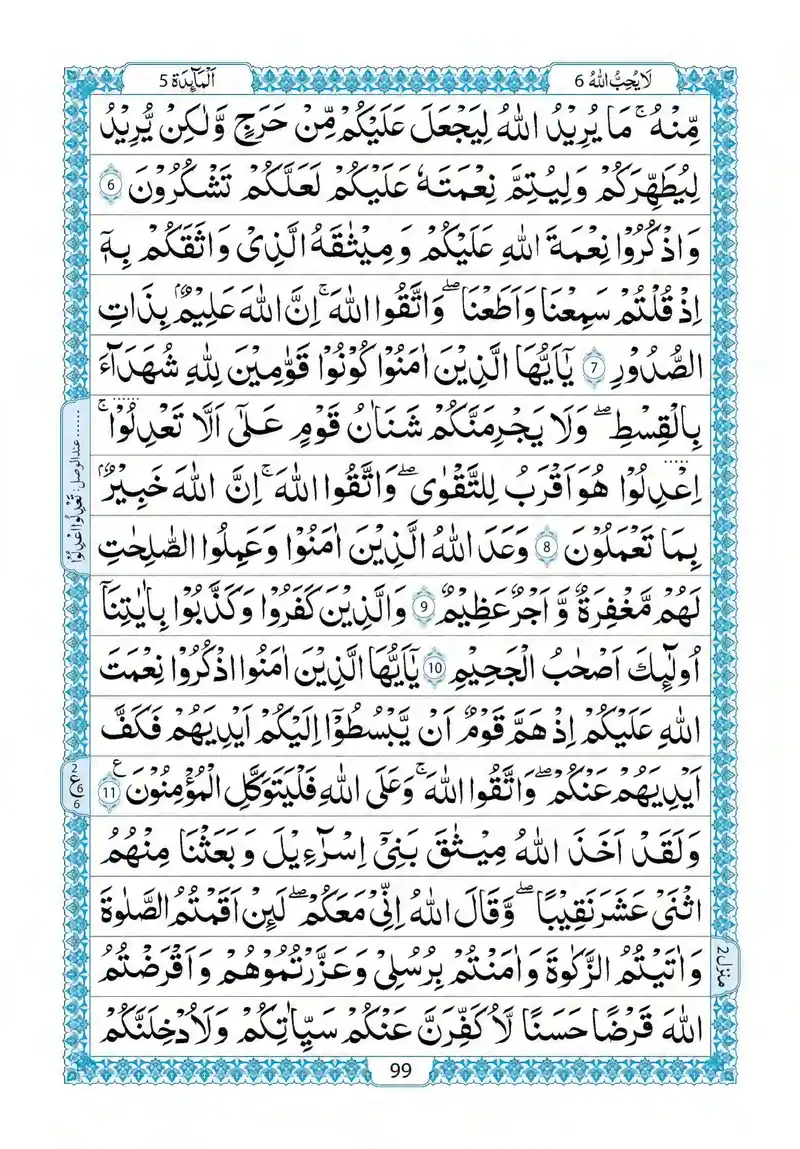 لَا يُحِبُّ اللّٰهُ 6
اَلْمَآئِدَة 5
مِّنْهُ ؕ مَا يُرِيْدُ اللّٰهُ لِيَجْعَلَ عَلَيْكُمْ مِّنْ حَرَجٍ وَّلٰكِنْ يُّرِيْدُ
لِيُطَهِّرَكُمْ وَلِيُتِمَّ نِعْمَتَهٗ عَلَيْكُمْ لَعَلَّكُمْ تَشْكُرُوْنَ 6
وَاذْكُرُوْا نِعْمَةَ اللّٰهِ عَلَيْكُمْ وَمِيْثٰقَهُ الَّذِيْ وَاثَقَكُمْ بِهٖٓ
اِذْ قُلْتُمْ سَمِعْنَا وَاَطَعْنَا ۖ وَاتَّقُوا اللّٰهَ ۚ اِنَّ اللّٰهَ عَلِيْمٌۢ بِذَاتِ
الصُّدُوْرِ 7 يٰٓاَيُّهَا الَّذِيْنَ اٰمَنُوْا كُوْنُوْا قَوّٰمِيْنَ لِلّٰهِ شُهَدَآءَ
بِالْقِسْطِ ۖ وَلَا يَجْرِمَنَّكُمْ شَنَاٰنُ قَوْمٍ عَلٰٓى اَلَّا تَعْدِلُوْا ۚ
اِعْدِلُوْا هُوَ اَقْرَبُ لِلتَّقْوٰى ۖ وَاتَّقُوا اللّٰهَ ۚ اِنَّ اللّٰهَ خَبِيْرٌۢ
بِمَا تَعْمَلُوْنَ 8 وَعَدَ اللّٰهُ الَّذِيْنَ اٰمَنُوْا وَعَمِلُوا الصّٰلِحٰتِ
لَهُمْ مَّغْفِرَةٌ وَّاَجْرٌ عَظِيْمٌ 9 وَالَّذِيْنَ كَفَرُوْا وَكَذَّبُوْا بِاٰيٰتِنَآ
اُولٰٓئِكَ اَصْحٰبُ الْجَحِيْمِ 10 يٰٓاَيُّهَا الَّذِيْنَ اٰمَنُوا اذْكُرُوْا نِعْمَتَ
اللّٰهِ عَلَيْكُمْ اِذْ هَمَّ قَوْمٌ اَنْ يَّبْسُطُوْٓا اِلَيْكُمْ اَيْدِيَهُمْ فَكَفَّ
اَيْدِيَهُمْ عَنْكُمْ ۖ وَاتَّقُوا اللّٰهَ ۚ وَعَلَى اللّٰهِ فَلْيَتَوَكَّلِ الْمُؤْمِنُوْنَ 11 ع
وَلَقَدْ اَخَذَ اللّٰهُ مِيْثٰقَ بَنِيْٓ اِسْرَآءِيْلَ وَبَعَثْنَا مِنْهُمُ
اثْنَيْ عَشَرَ نَقِيْبًا ۖ وَّقَالَ اللّٰهُ اِنِّيْ مَعَكُمْ ۖ لَئِنْ اَقَمْتُمُ الصَّلٰوةَ
وَاٰتَيْتُمُ الزَّكٰوةَ وَاٰمَنْتُمْ بِرُسُلِيْ وَعَزَّرْتُمُوْهُمْ وَاَقْرَضْتُمُ
اللّٰهَ قَرْضًا حَسَنًا لَّاُكَفِّرَنَّ عَنْكُمْ سَيِّاٰتِكُمْ وَلَاُدْخِلَنَّكُمْ
عند الوصل: تَعْدِلُوْا اعْدِلُوْا
2 ع 6 6
منزل 2
99